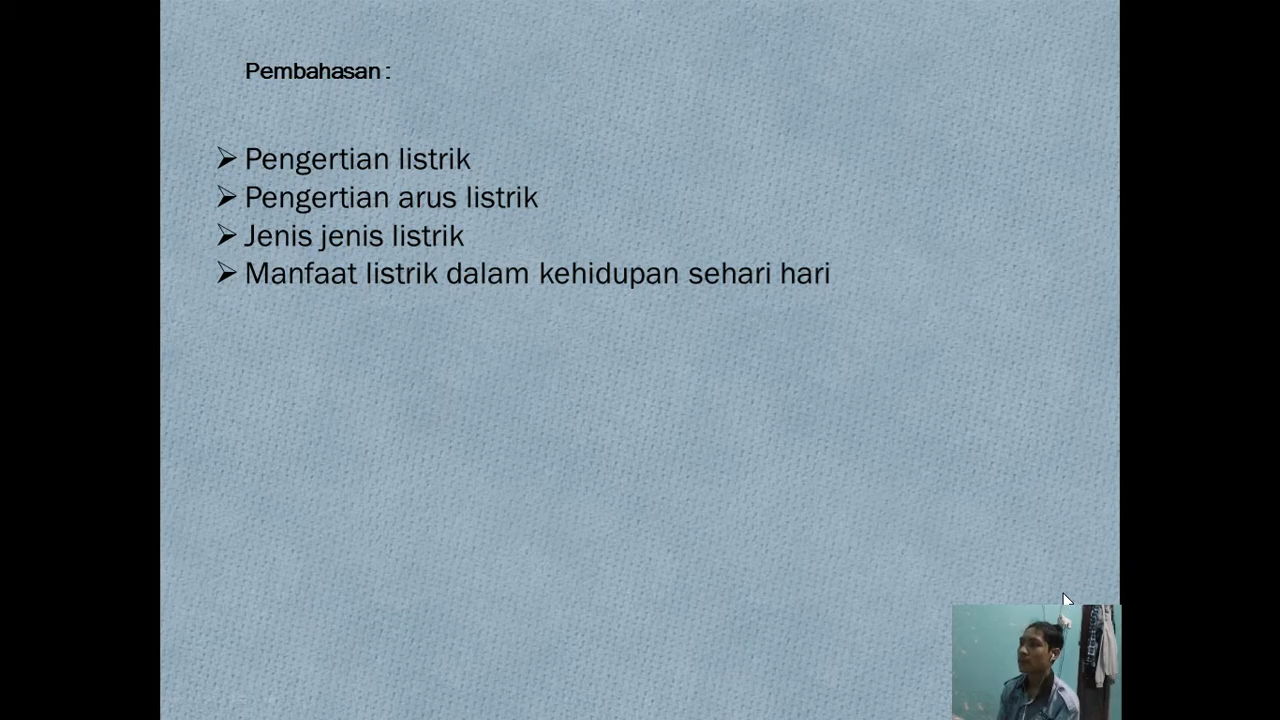 Pembahasan :
Pengertian listrik
Pengertian arus listrik
Jenis jenis listrik
Manfaat listrik dalam kehidupan sehari hari